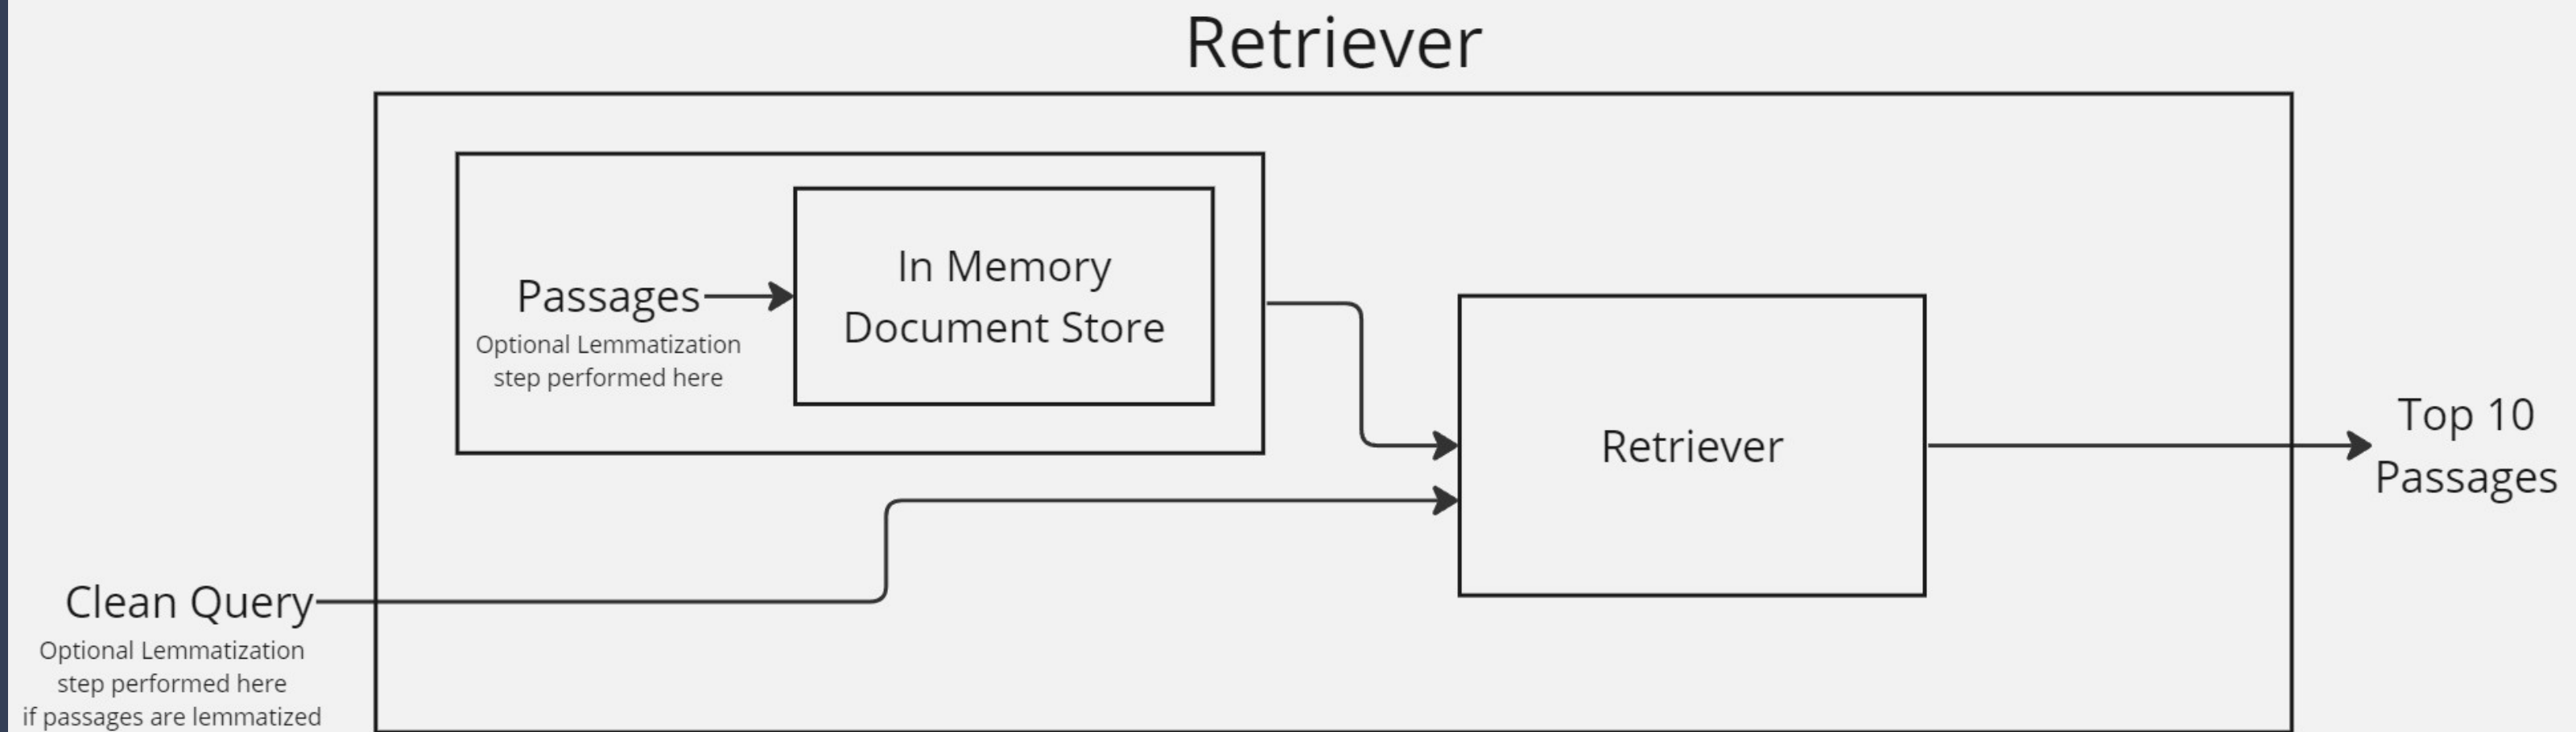 Retriever
In Memory
Document Store
Passages
Optional Lemmatization
step performed here
Retriever
Top 10
Passages
Clean Query
Optional Lemmatization
step performed here
if passages are lemmatized